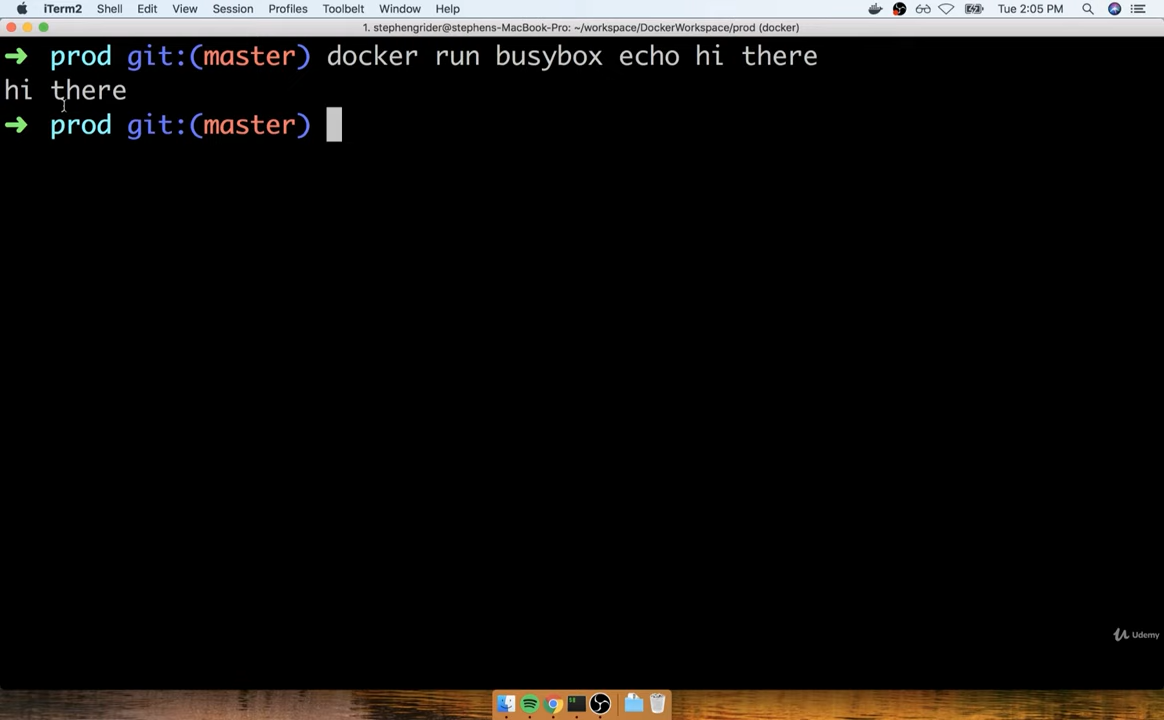 iTerm2 Shell Edit View Session Profiles Toolbelt Window Help Tue 2:05 PM
1. stephengrider@stephens-MacBook-Pro: ~/workspace/DockerWorkspace/prod (docker)
➜ prod git:(master) docker run busybox echo hi there
hi there
➜ prod git:(master)
Udemy